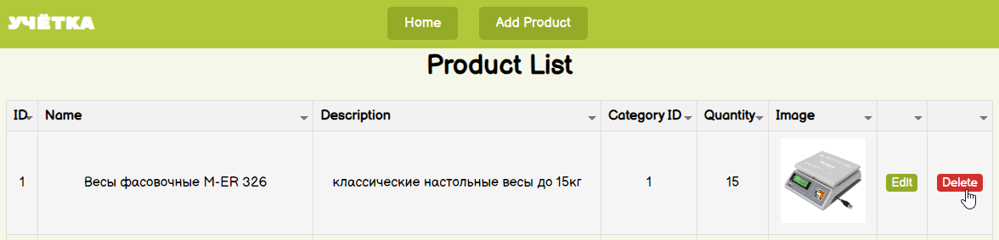 УЧЁТКА
Home
Add Product
Product List
ID Name Description Category ID Quantity Image
1 Весы фасовочные M-ER 326 классические настольные весы до 15кг 1 15 Edit Delete